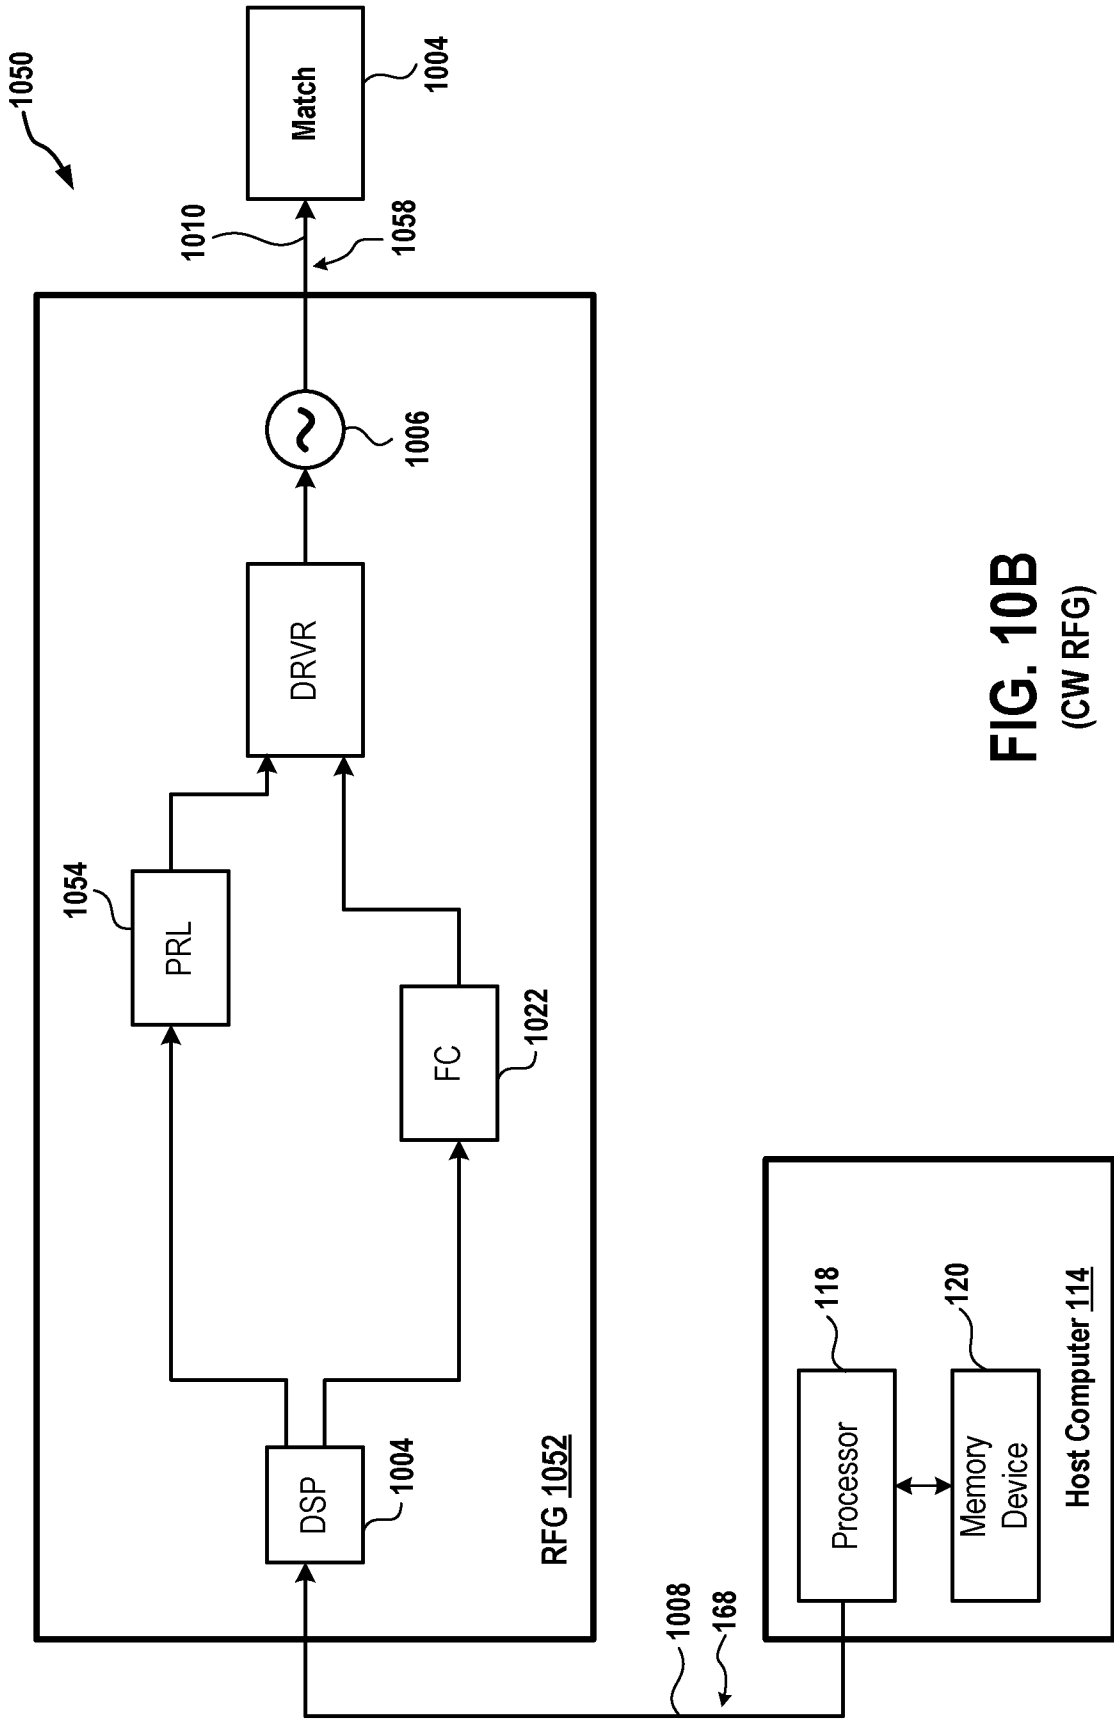 1050
Match
1004
1010
1058
1006
DRVR
PRL
1054
FC
1022
DSP
1004
RFG 1052
1008
168
Processor
118
Memory
Device
120
Host Computer 114
FIG. 10B
(CW RFG)